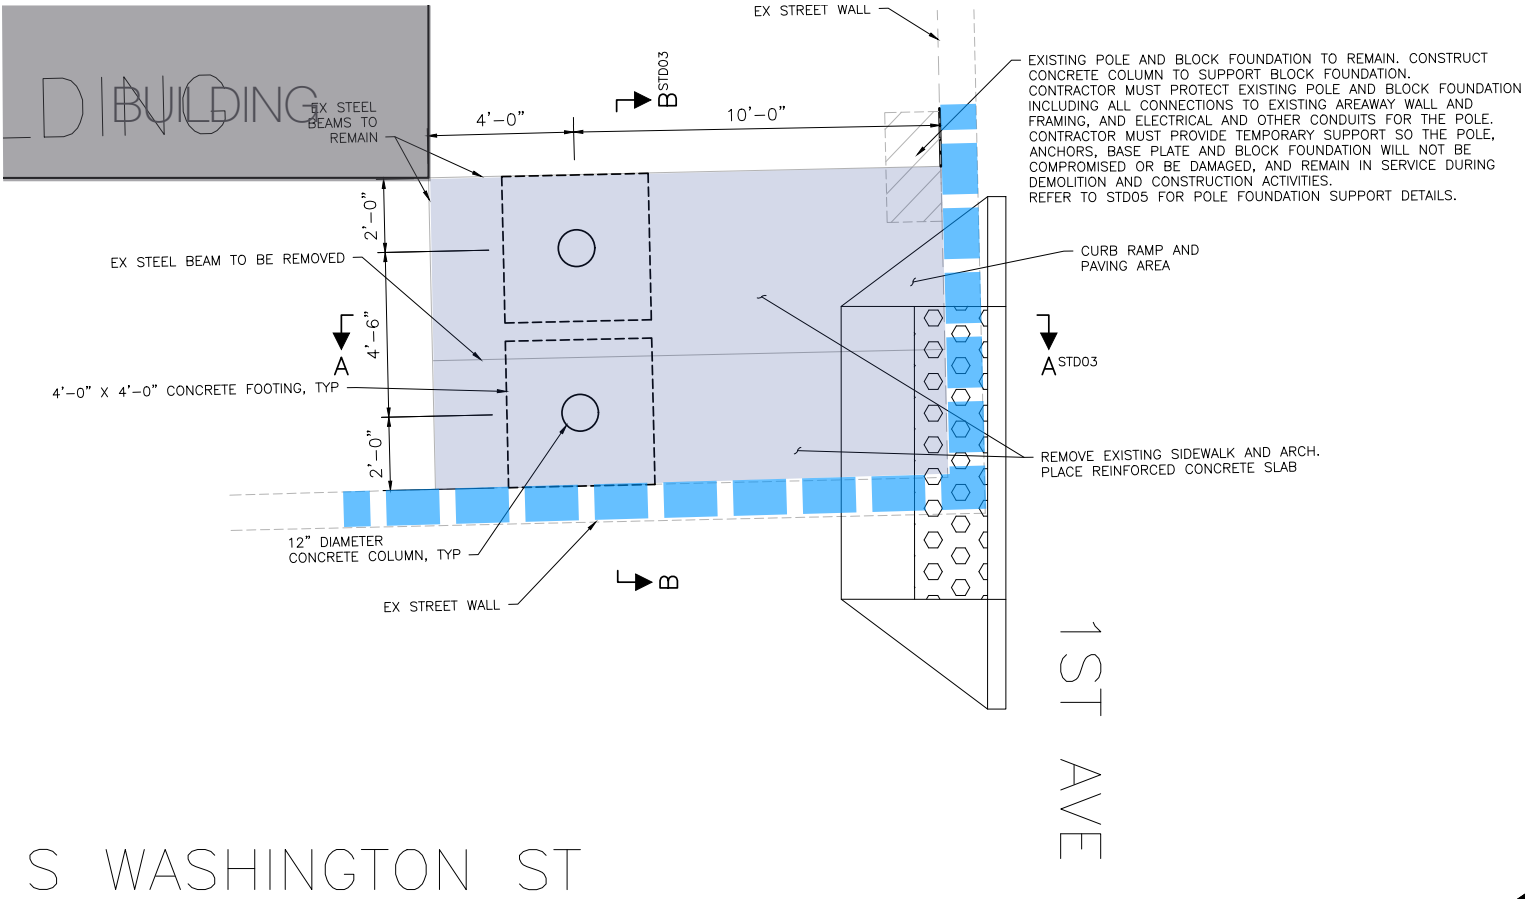 EX STREET WALL
EXISTING POLE AND BLOCK FOUNDATION TO REMAIN. CONSTRUCT
CONCRETE COLUMN TO SUPPORT BLOCK FOUNDATION.
CONTRACTOR MUST PROTECT EXISTING POLE AND BLOCK FOUNDATION
INCLUDING ALL CONNECTIONS TO EXISTING AREAWAY WALL AND
FRAMING, AND ELECTRICAL AND OTHER CONDUITS FOR THE POLE.
CONTRACTOR MUST PROVIDE TEMPORARY SUPPORT SO THE POLE,
ANCHORS, BASE PLATE AND BLOCK FOUNDATION WILL NOT BE
COMPROMISED OR BE DAMAGED, AND REMAIN IN SERVICE DURING
DEMOLITION AND CONSTRUCTION ACTIVITIES.
REFER TO STD05 FOR POLE FOUNDATION SUPPORT DETAILS.
DING
BUILDING
EX STEEL
BEAMS TO
REMAIN
B STD03
4'-0"
10'-0"
2'-0"
EX STEEL BEAM TO BE REMOVED
CURB RAMP AND
PAVING AREA
4'-6"
A
A STD03
4'-0" X 4'-0" CONCRETE FOOTING, TYP
2'-0"
REMOVE EXISTING SIDEWALK AND ARCH.
PLACE REINFORCED CONCRETE SLAB
12" DIAMETER
CONCRETE COLUMN, TYP
B
EX STREET WALL
1ST AVE
S WASHINGTON ST